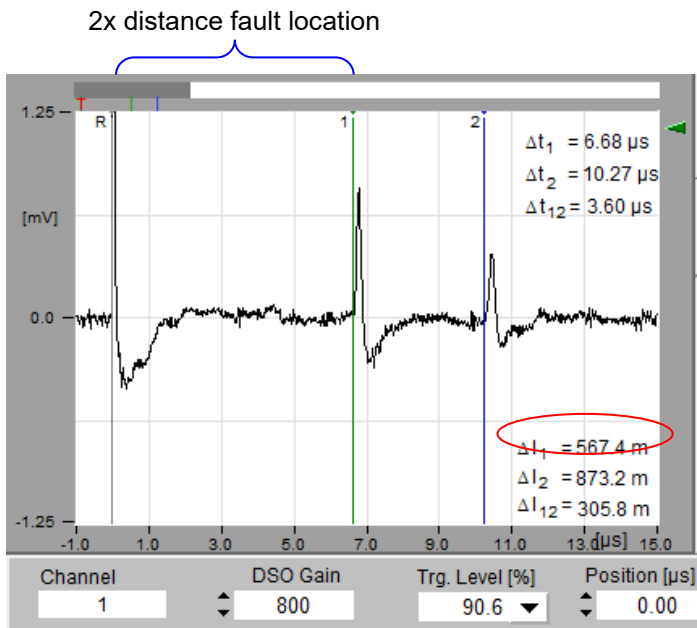 2x distance fault location
T
1.25
R
1
2
Δt1 = 6.68 µs
Δt2 = 10.27 µs
Δt12 = 3.60 µs
[mV]
0.0
Δl1 = 567.4 m
Δl2 = 873.2 m
Δl12 = 305.8 m
-1.25
-1.0 1.0 3.0 5.0 7.0 9.0 11.0 13.0 [µs] 15.0
Channel DSO Gain Trg. Level [%] Position [µs]
1 800 90.6 0.00